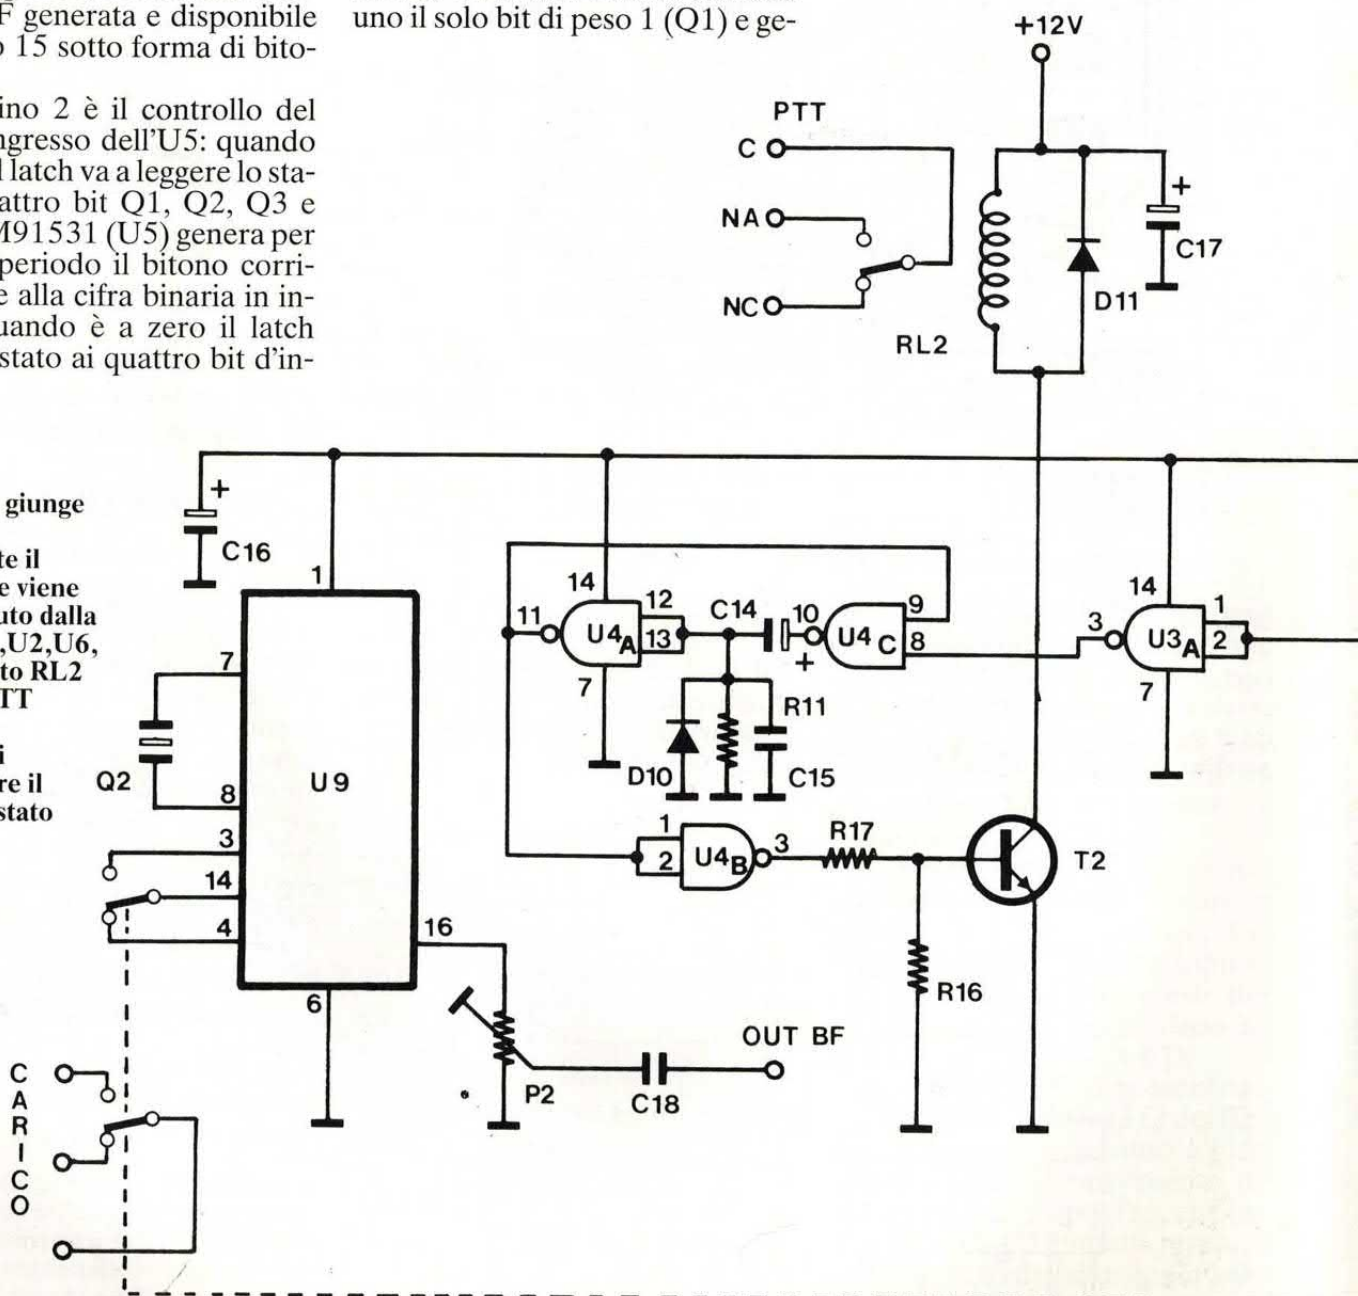 F generata e disponibile
o 15 sotto forma di bito-
ino 2 è il controllo del
ngresso dell'U5: quando
l latch va a leggere lo sta-
attro bit Q1, Q2, Q3 e
M91531 (U5) genera per
periodo il bitono corri-
e alla cifra binaria in in-
uando è a zero il latch
stato ai quattro bit d'in-
uno il solo bit di peso 1 (Q1) e ge-
giunge
te il
e viene
uto dalla
,U2,U6,
to RL2
TT
i
re il
stato
+12V
PTT
C
NA
NC
RL2
D11
+
C17
+
C16
1
7
8
3
14
4
6
16
Q2
U9
14
11
U4A
12
13
7
C14
+
10
U4C
9
8
3
14
U3A
1
2
7
D10
R11
C15
1
2
U4B
3
R17
T2
R16
P2
C18
OUT BF
CARICO